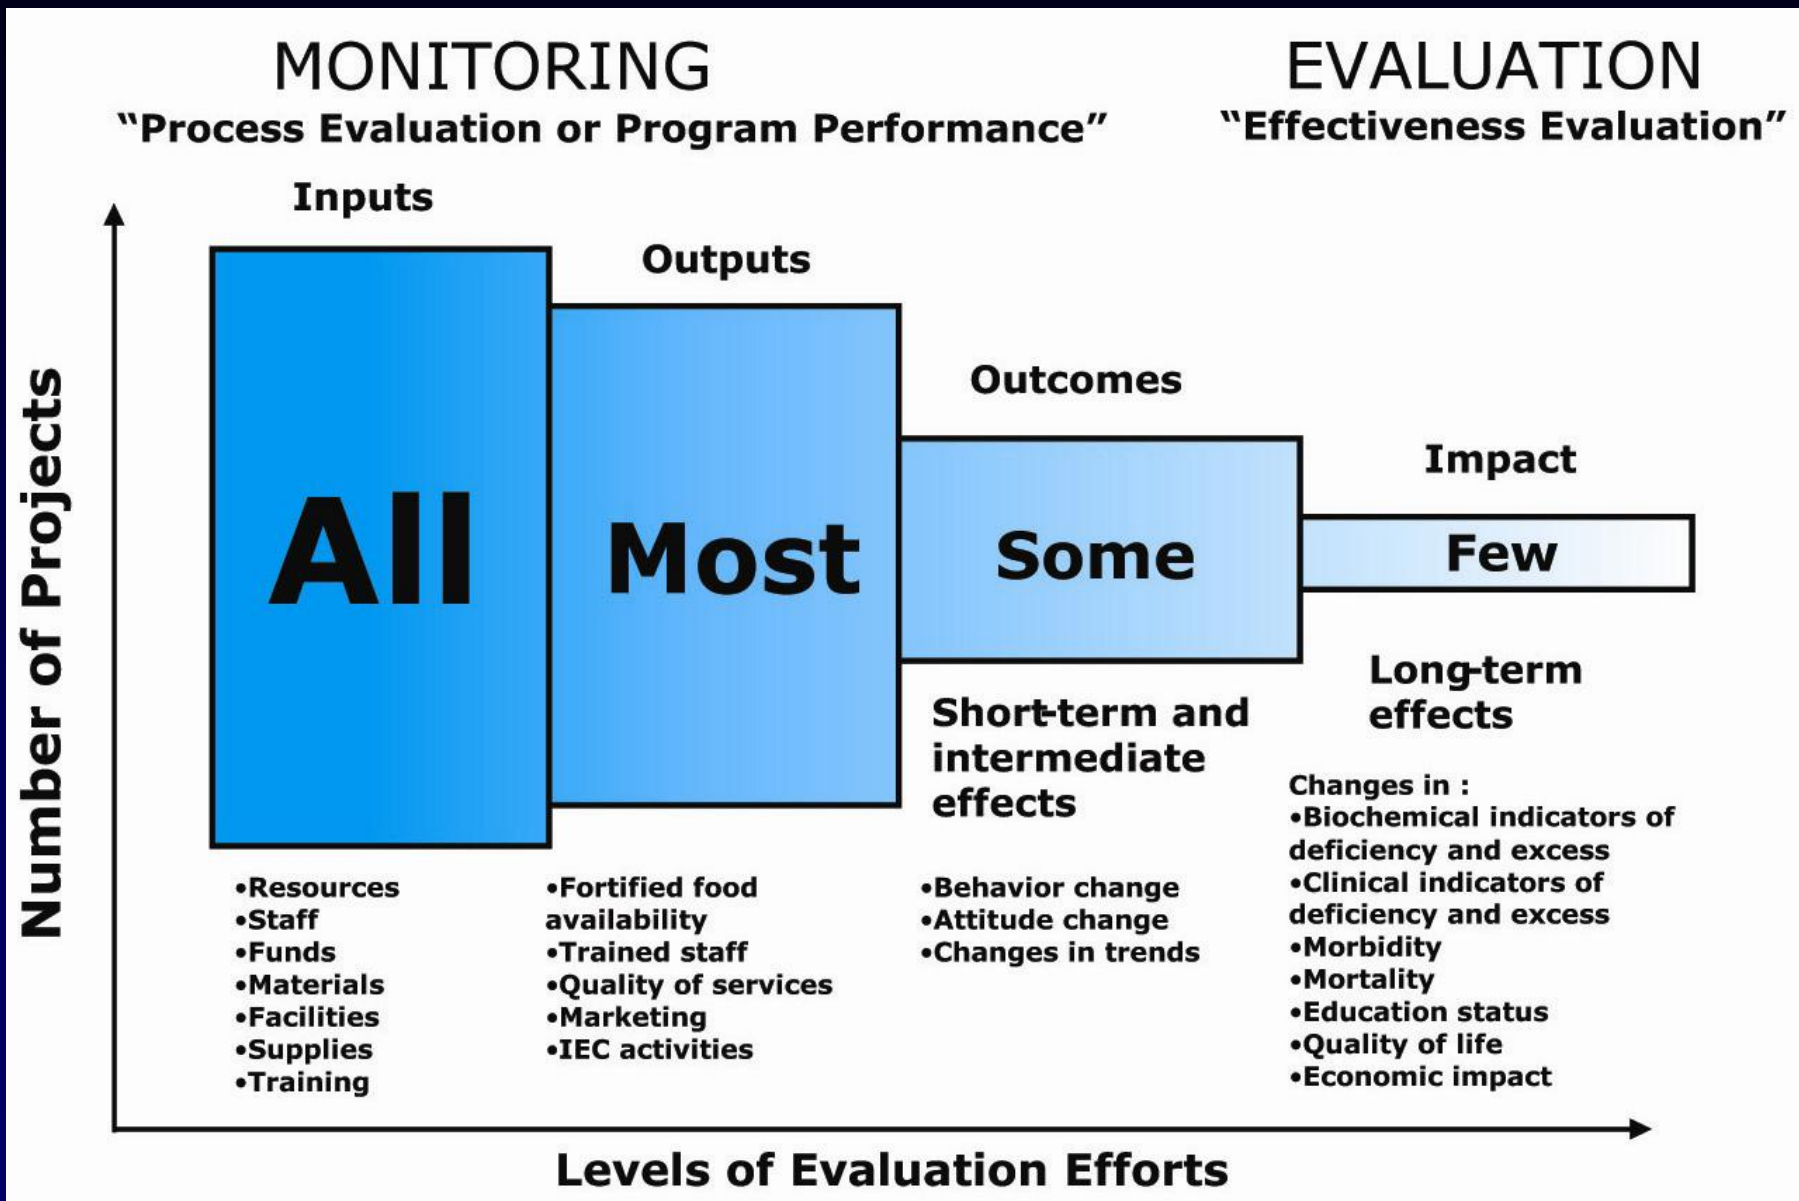 MONITORING
“Process Evaluation or Program Performance”
EVALUATION
“Effectiveness Evaluation”
Number of Projects
Inputs
All
•Resources
•Staff
•Funds
•Materials
•Facilities
•Supplies
•Training
Outputs
Most
•Fortified food
availability
•Trained staff
•Quality of services
•Marketing
•IEC activities
Outcomes
Some
Short-term and
intermediate
effects
•Behavior change
•Attitude change
•Changes in trends
Impact
Few
Long-term
effects
Changes in :
•Biochemical indicators of
deficiency and excess
•Clinical indicators of
deficiency and excess
•Morbidity
•Mortality
•Education status
•Quality of life
•Economic impact
Levels of Evaluation Efforts